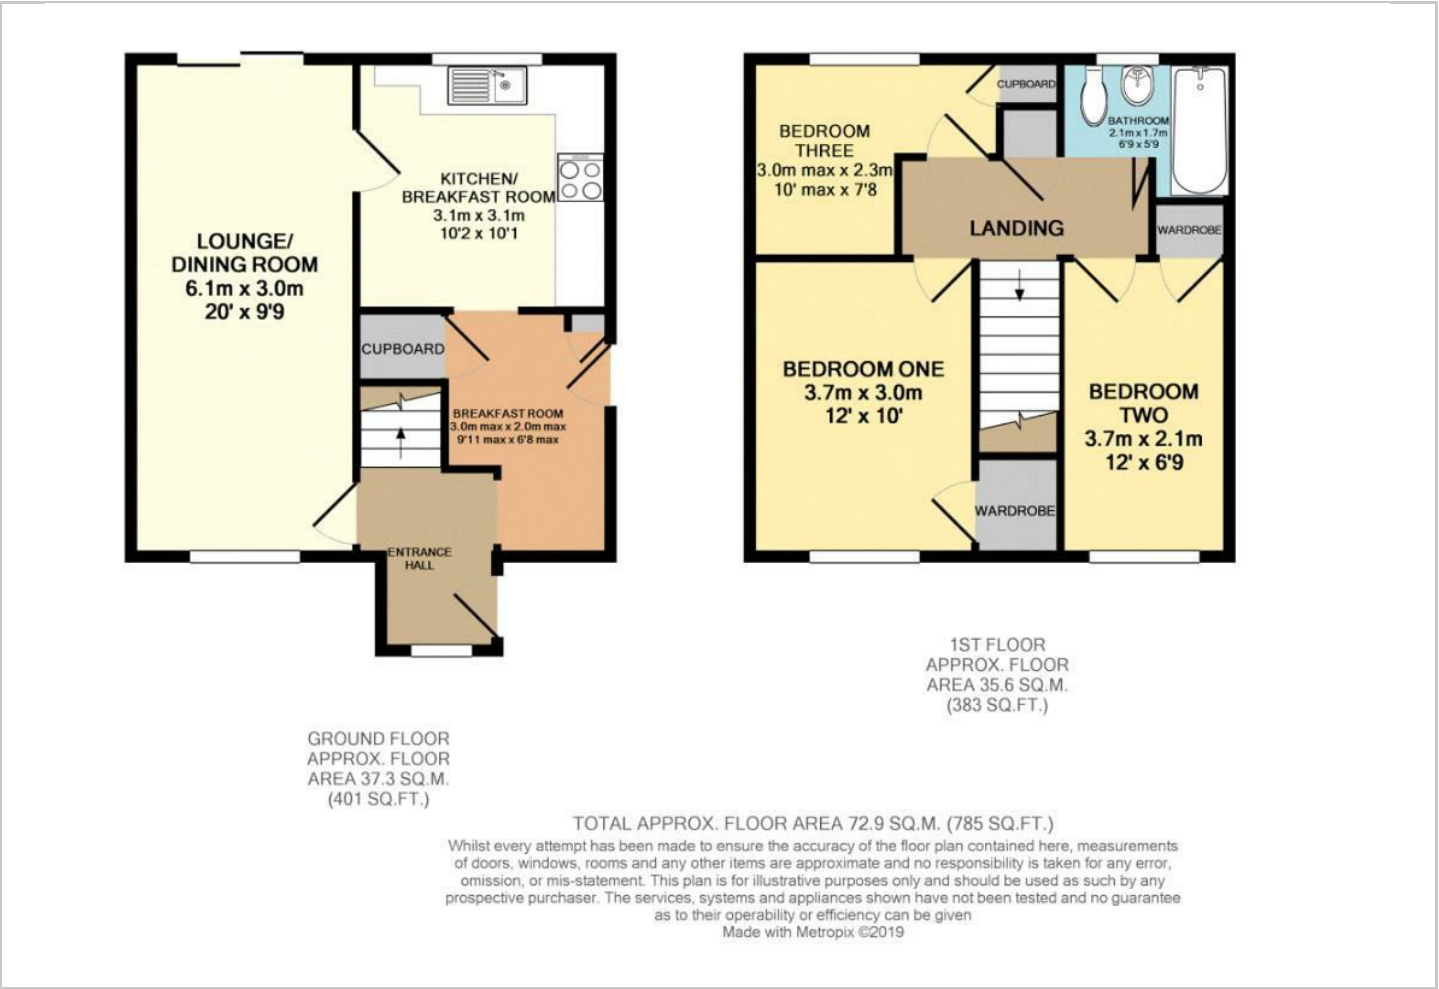 LOUNGE/
DINING ROOM
6.1m x 3.0m
20' x 9'9
KITCHEN/
BREAKFAST ROOM
3.1m x 3.1m
10'2 x 10'1
CUPBOARD
BREAKFAST ROOM
3.0m max x 2.0m max
9'11 max x 6'8 max
ENTRANCE
HALL
GROUND FLOOR
APPROX. FLOOR
AREA 37.3 SQ.M.
(401 SQ.FT.)
BEDROOM
THREE
3.0m max x 2.3m
10' max x 7'8
CUPBOARD
BATHROOM
2.1m x 1.7m
6'9 x 5'9
LANDING
WARDROBE
BEDROOM ONE
3.7m x 3.0m
12' x 10'
BEDROOM
TWO
3.7m x 2.1m
12' x 6'9
WARDROBE
1ST FLOOR
APPROX. FLOOR
AREA 35.6 SQ.M.
(383 SQ.FT.)
TOTAL APPROX. FLOOR AREA 72.9 SQ.M. (785 SQ.FT.)
Whilst every attempt has been made to ensure the accuracy of the floor plan contained here, measurements
of doors, windows, rooms and any other items are approximate and no responsibility is taken for any error,
omission, or mis-statement. This plan is for illustrative purposes only and should be used as such by any
prospective purchaser. The services, systems and appliances shown have not been tested and no guarantee
as to their operability or efficiency can be given
Made with Metropix ©2019